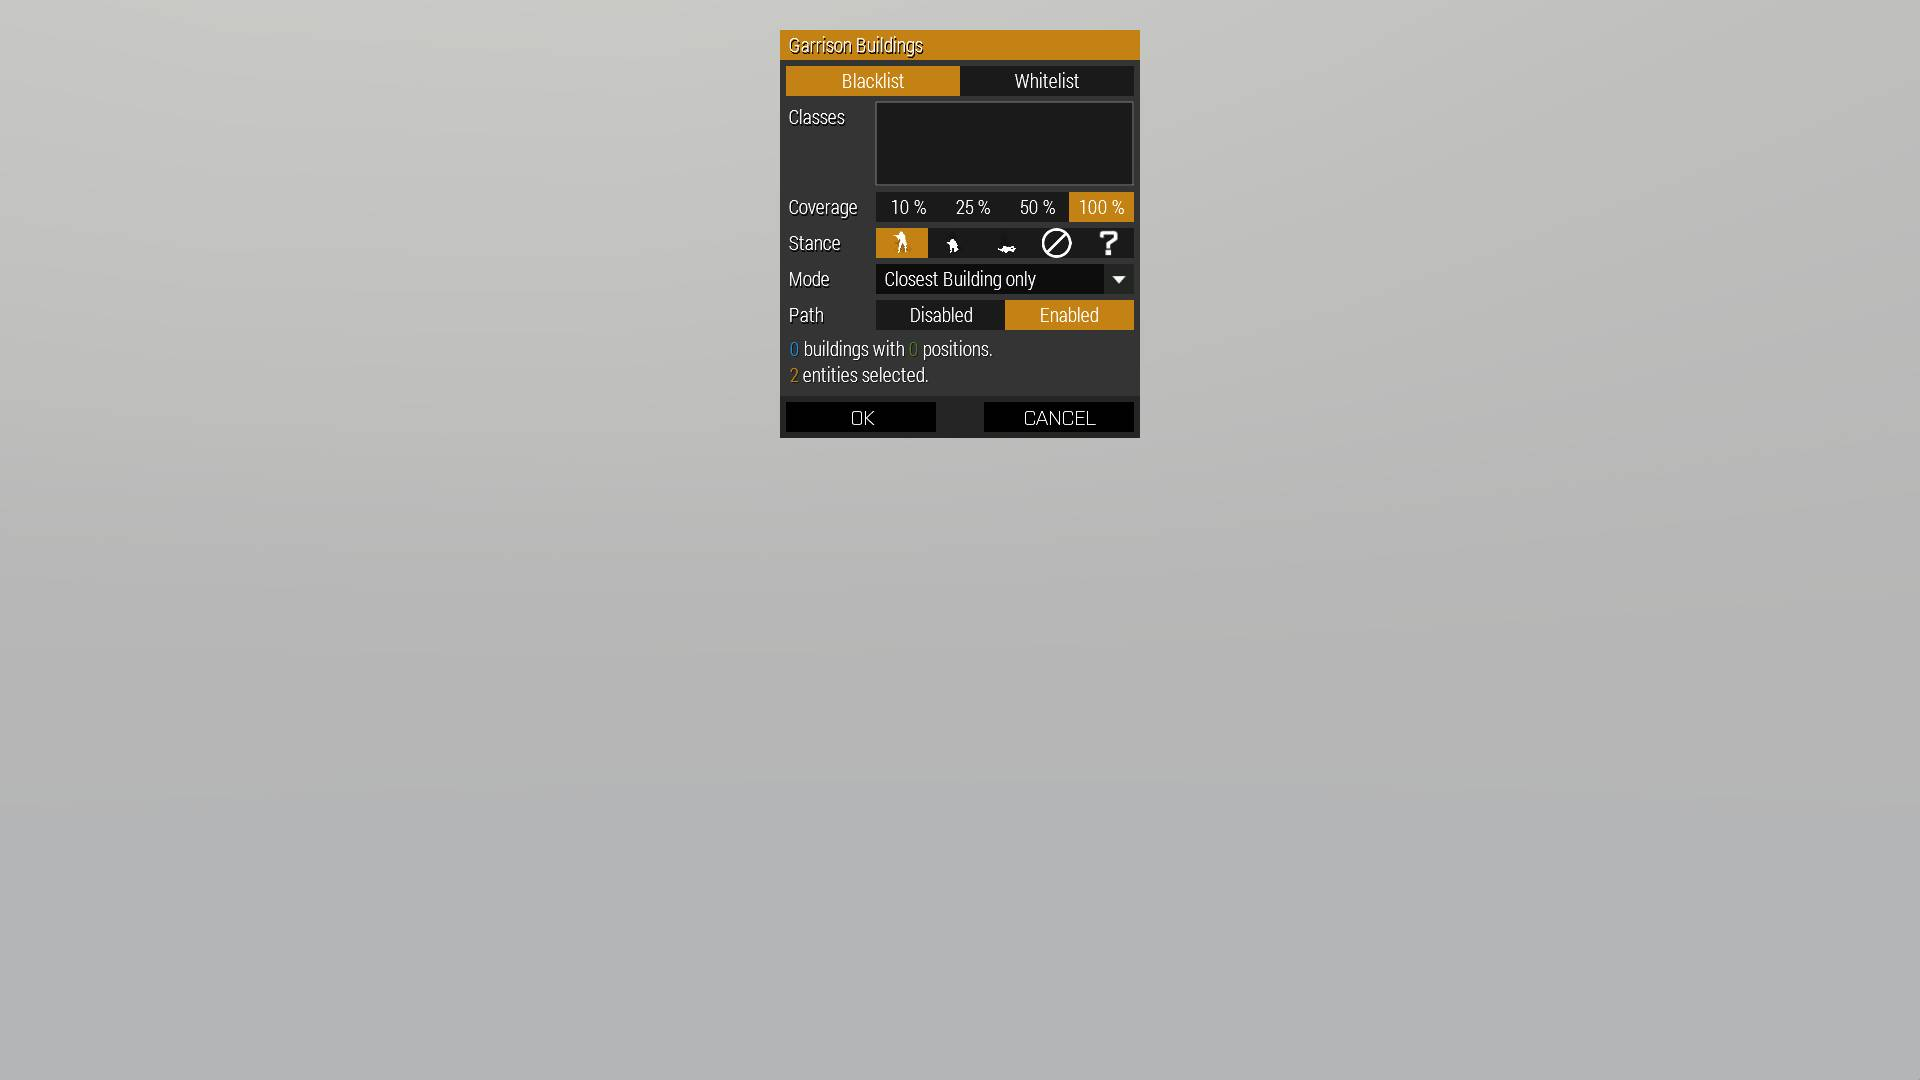 Garrison Buildings
Blacklist Whitelist
Classes
Coverage 10 % 25 % 50 % 100 %
Stance ?
Mode Closest Building only
Path Disabled Enabled
0 buildings with 0 positions.
2 entities selected.
OK CANCEL